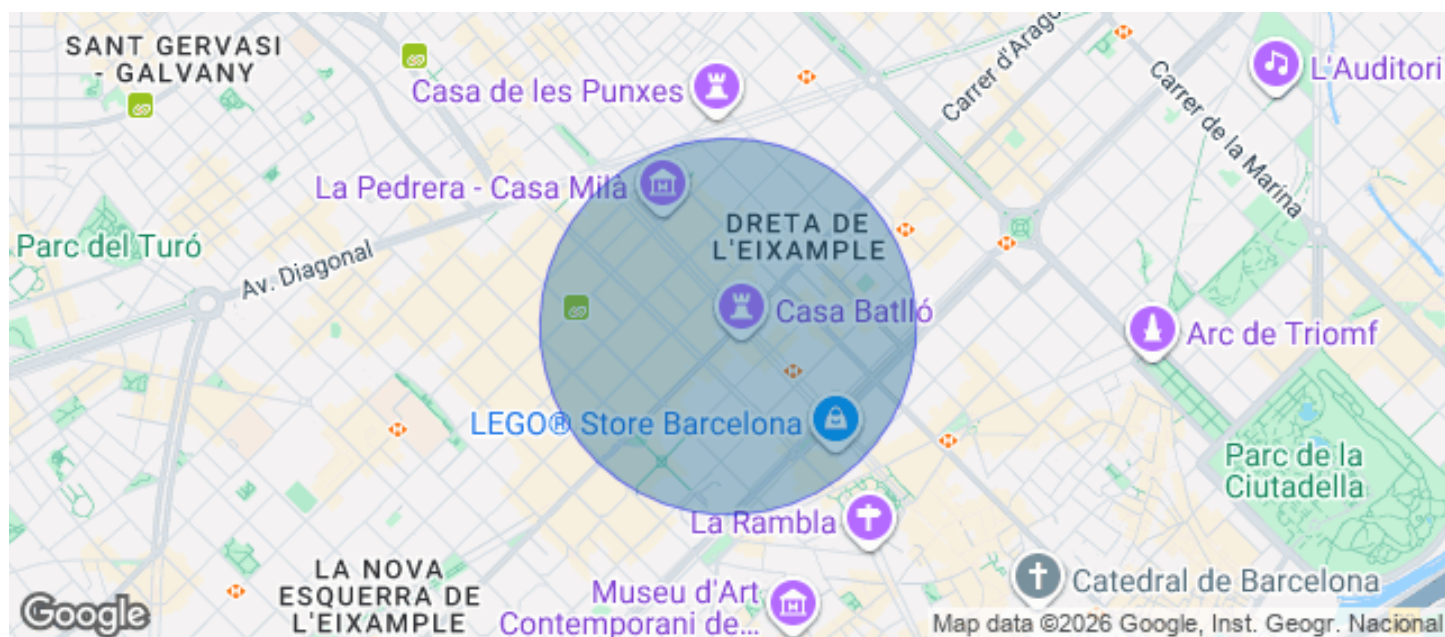 SANT GERVASI
- GALVANY
Casa de les Punxes
Carrer d'Arago
L'Auditori
Carrer de la Marina
La Pedrera - Casa Milà
DRETA DE
L'EIXAMPLE
Parc del Turó
Av. Diagonal
Casa Batlló
Arc de Triomf
LEGO® Store Barcelona
Parc de la
Ciutadella
La Rambla
LA NOVA
ESQUERRA DE
L'EIXAMPLE
Museu d'Art
Contemporani de...
Catedral de Barcelona
Google
Map data ©2026 Google, Inst. Geogr. Nacional